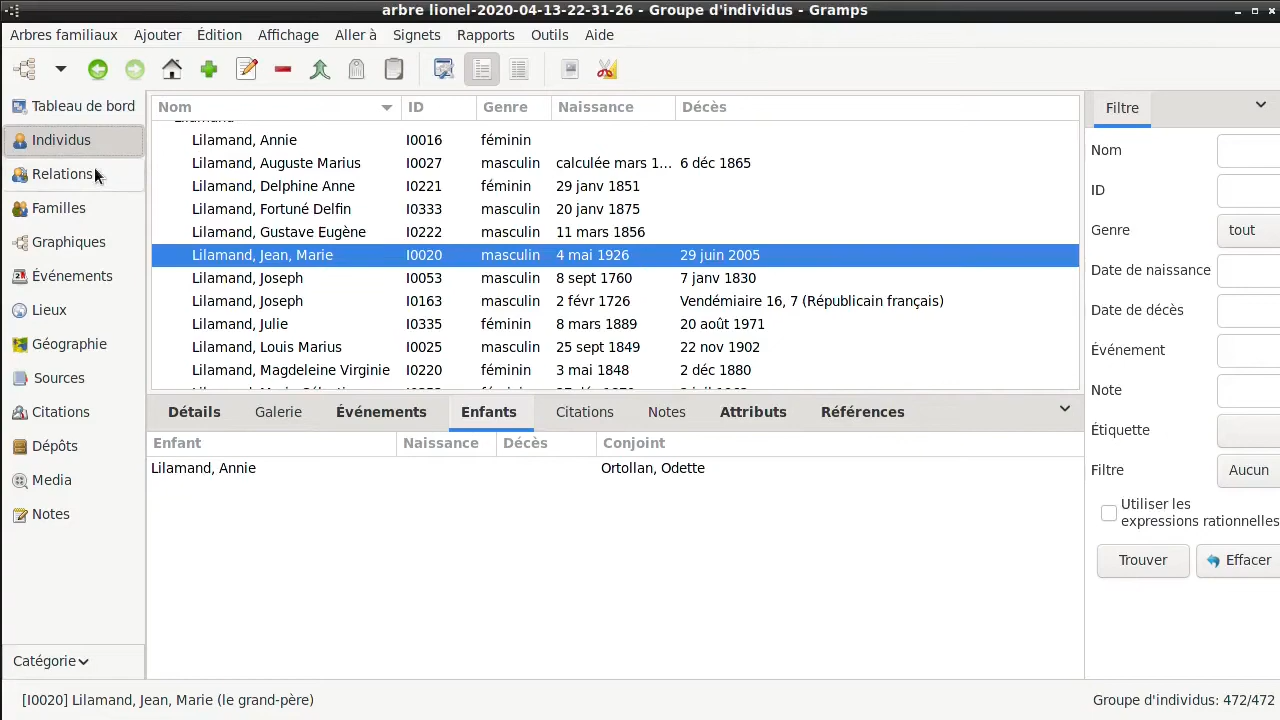 arbre lionel-2020-04-13-22-31-26 - Groupe d'individus - Gramps
Arbres familiaux Ajouter Édition Affichage Aller à Signets Rapports Outils Aide
Tableau de bord
Individus
Relations
Familles
Graphiques
Événements
Lieux
Géographie
Sources
Citations
Dépôts
Media
Notes
Catégorie
Nom ID Genre Naissance Décès
Lilamand, Annie I0016 féminin
Lilamand, Auguste Marius I0027 masculin calculée mars 1... 6 déc 1865
Lilamand, Delphine Anne I0221 féminin 29 janv 1851
Lilamand, Fortuné Delfin I0333 masculin 20 janv 1875
Lilamand, Gustave Eugène I0222 masculin 11 mars 1856
Lilamand, Jean, Marie I0020 masculin 4 mai 1926 29 juin 2005
Lilamand, Joseph I0053 masculin 8 sept 1760 7 janv 1830
Lilamand, Joseph I0163 masculin 2 févr 1726 Vendémiaire 16, 7 (Républicain français)
Lilamand, Julie I0335 féminin 8 mars 1889 20 août 1971
Lilamand, Louis Marius I0025 masculin 25 sept 1849 22 nov 1902
Lilamand, Magdeleine Virginie I0220 féminin 3 mai 1848 2 déc 1880
Détails Galerie Événements Enfants Citations Notes Attributs Références
Enfant Naissance Décès Conjoint
Lilamand, Annie Ortollan, Odette
Filtre
Nom
ID
Genre tout
Date de naissance
Date de décès
Événement
Note
Étiquette
Filtre Aucun
Utiliser les
expressions rationnelles
Trouver Effacer
[I0020] Lilamand, Jean, Marie (le grand-père)
Groupe d'individus: 472/472